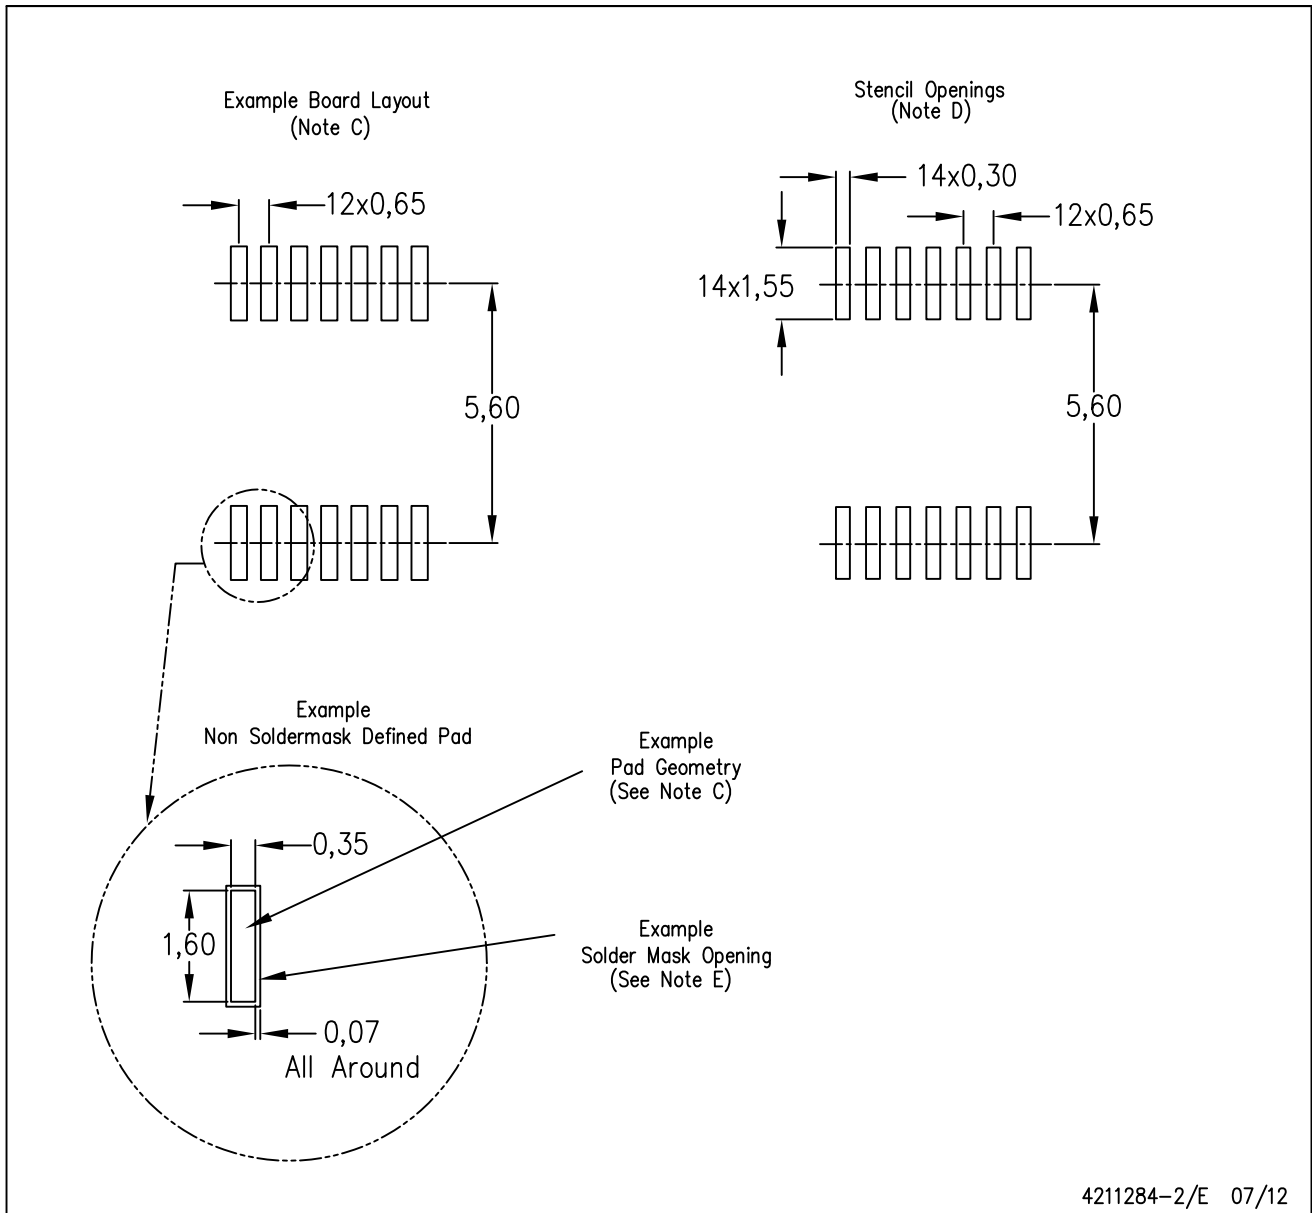 Example Board Layout
(Note C)
12x0,65
5,60
Stencil Openings
(Note D)
14x0,30
12x0,65
14x1,55
5,60
Example
Non Soldermask Defined Pad
0,35
1,60
0,07
All Around
Example
Pad Geometry
(See Note C)
Example
Solder Mask Opening
(See Note E)
4211284-2/E 07/12